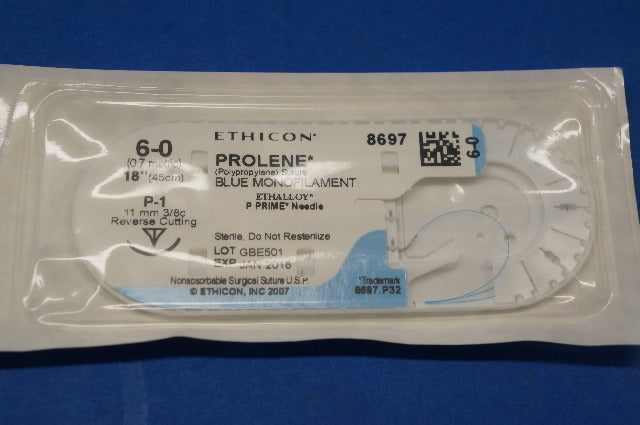 6-0
(0.7 metric)
18" (45cm)
P-1
11 mm 3/8c
Reverse Cutting
ETHICON*
PROLENE*
(Polypropylene) Suture
BLUE MONOFILAMENT
ETHALLOY*
P PRIME* Needle
Sterile, Do Not Resterilize
LOT GBE501
EXP JAN 2018
Nonabsorbable Surgical Suture U.S.P.
© ETHICON, INC 2007
8697
6-0
*Trademark
8697.P32